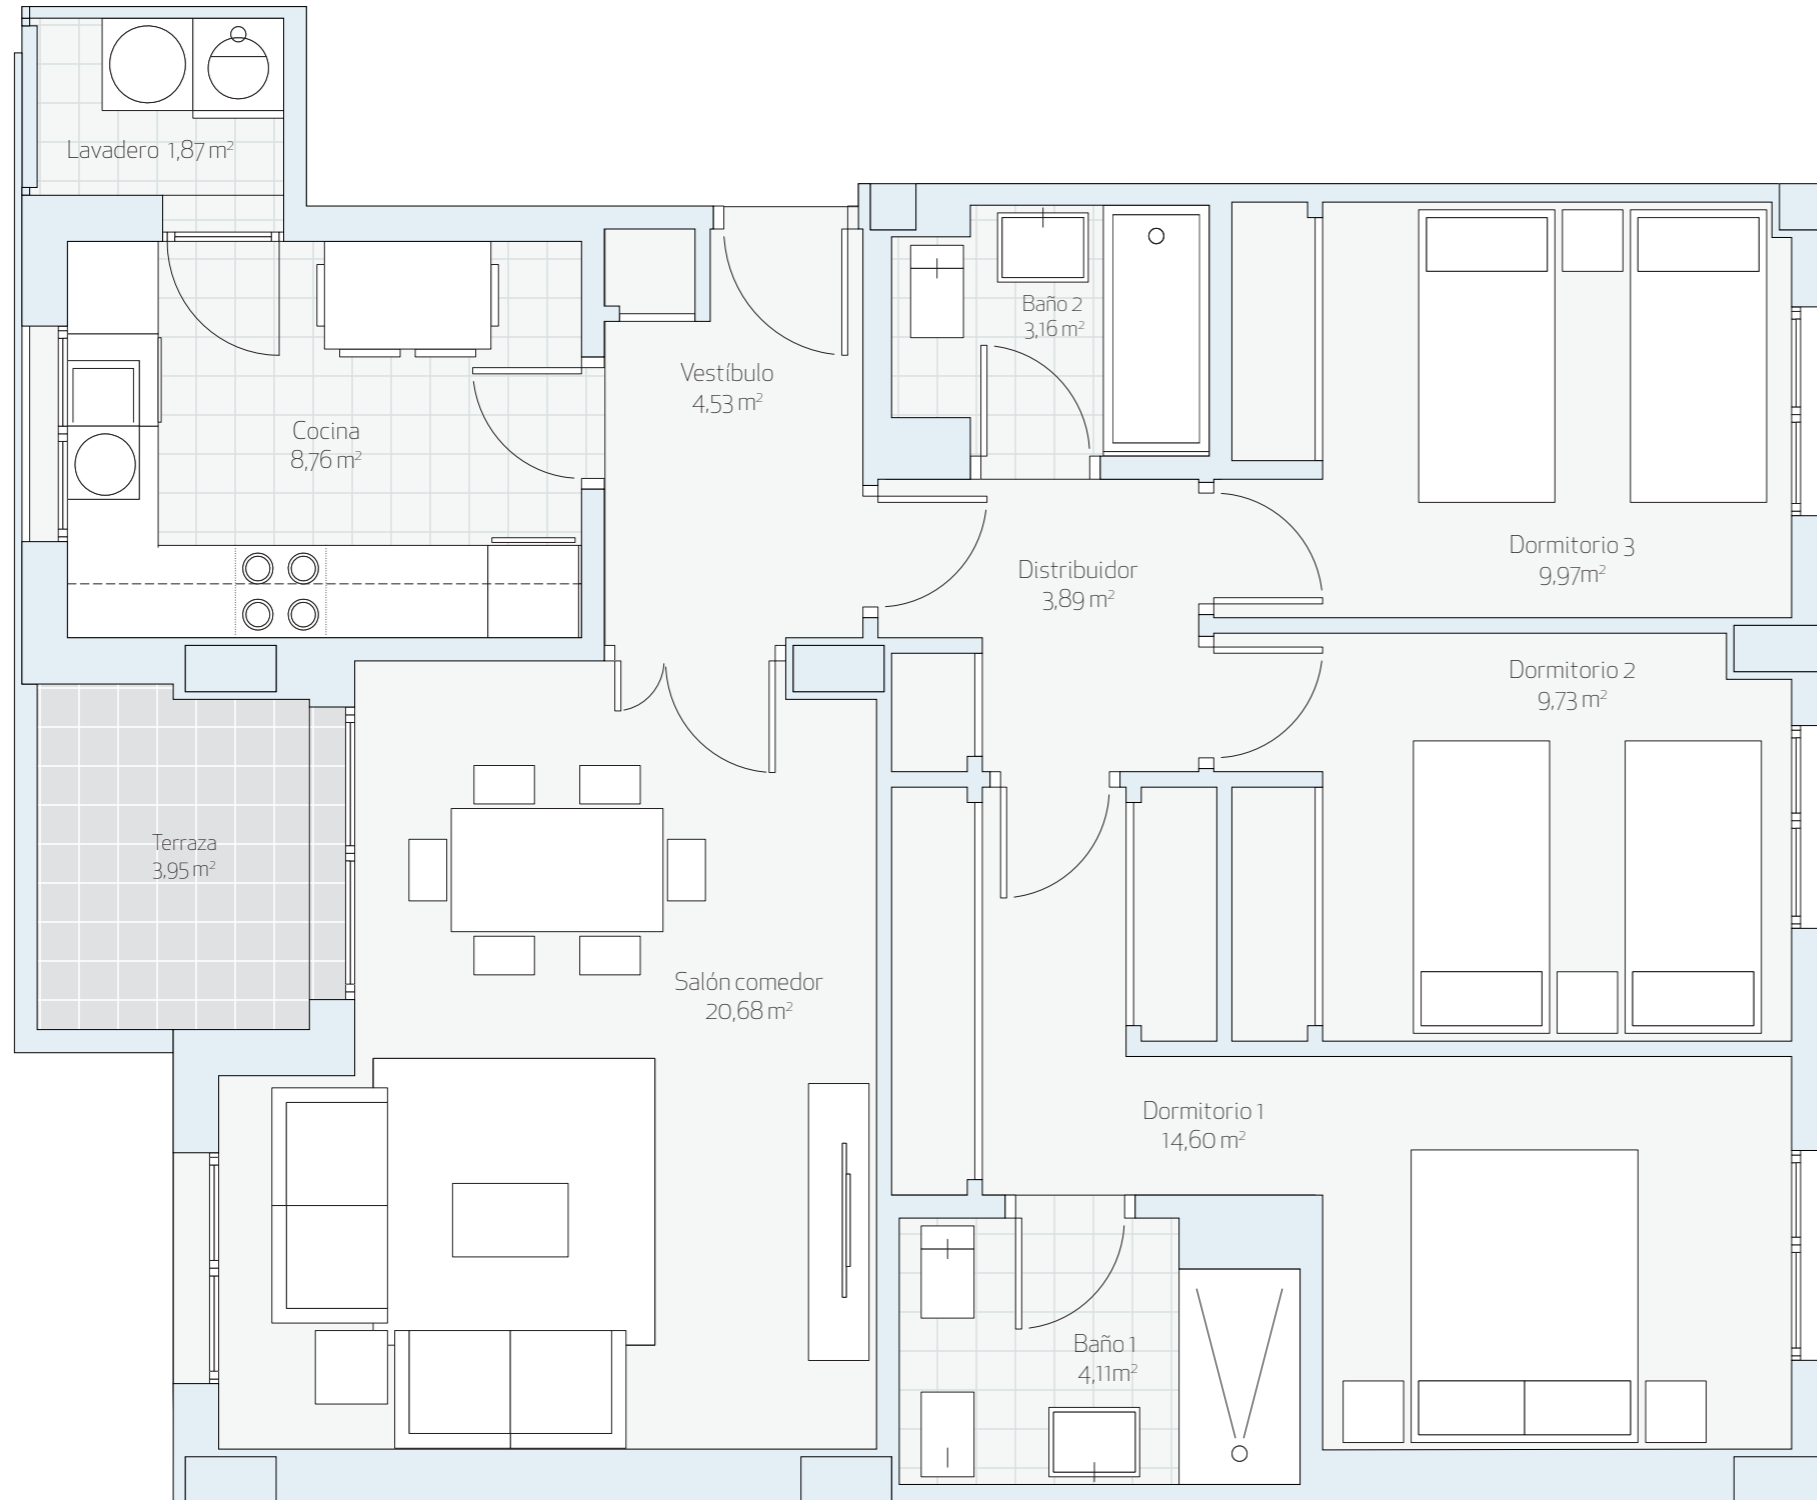 Lavadero 1,87 m²
Baño 2
3,16 m²
Vestíbulo
4,53 m²
Cocina
8,76 m²
Dormitorio 3
9,97m²
Distribuidor
3,89 m²
Dormitorio 2
9,73 m²
Terraza
3,95 m²
Salón comedor
20,68 m²
Dormitorio 1
14,60 m²
Baño 1
4,11m²